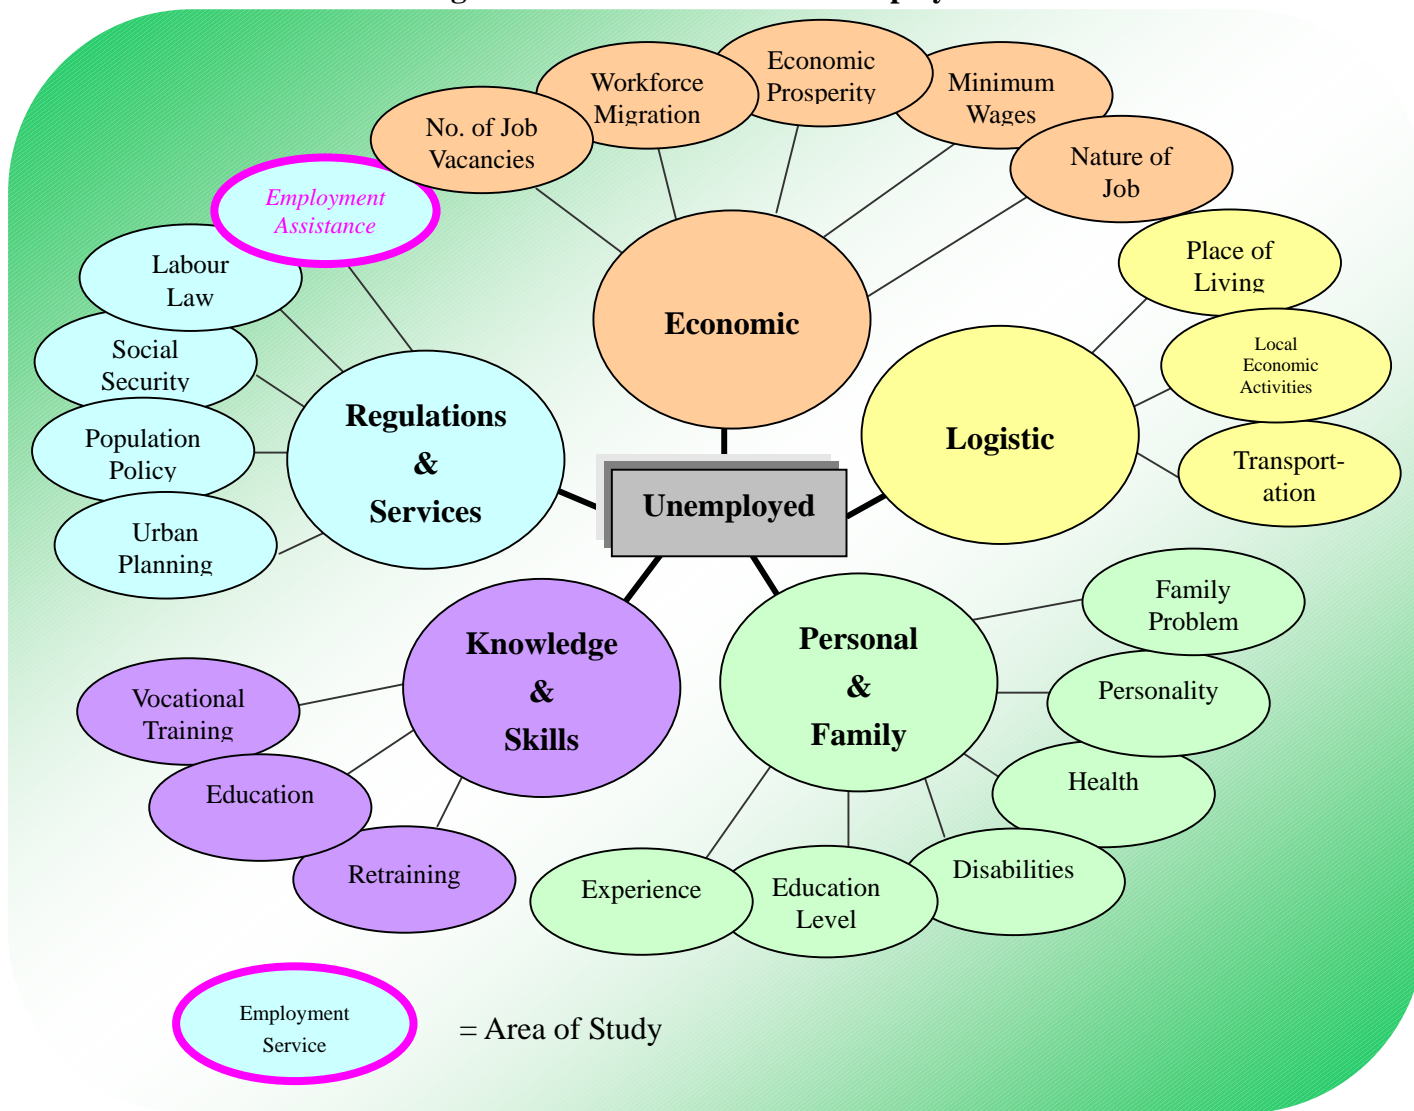 Economic
Prosperity
Workforce
Migration
Minimum
Wages
No. of Job
Vacancies
Nature of
Job
Employment
Assistance
Labour
Law
Place of
Living
Social
Security
Economic
Local
Economic
Activities
Regulations
&
Services
Logistic
Population
Policy
Transport-
ation
Unemployed
Urban
Planning
Family
Problem
Knowledge
&
Skills
Personal
&
Family
Personality
Vocational
Training
Education
Health
Retraining
Experience
Education
Level
Disabilities
Employment
Service
= Area of Study